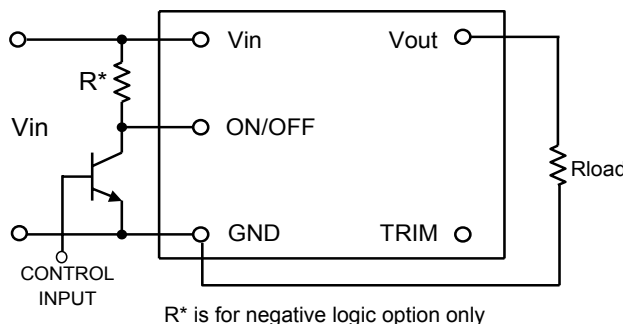 Vin
Vout
R*
Vin
ON/OFF
Rload
GND
TRIM
CONTROL
INPUT
R* is for negative logic option only